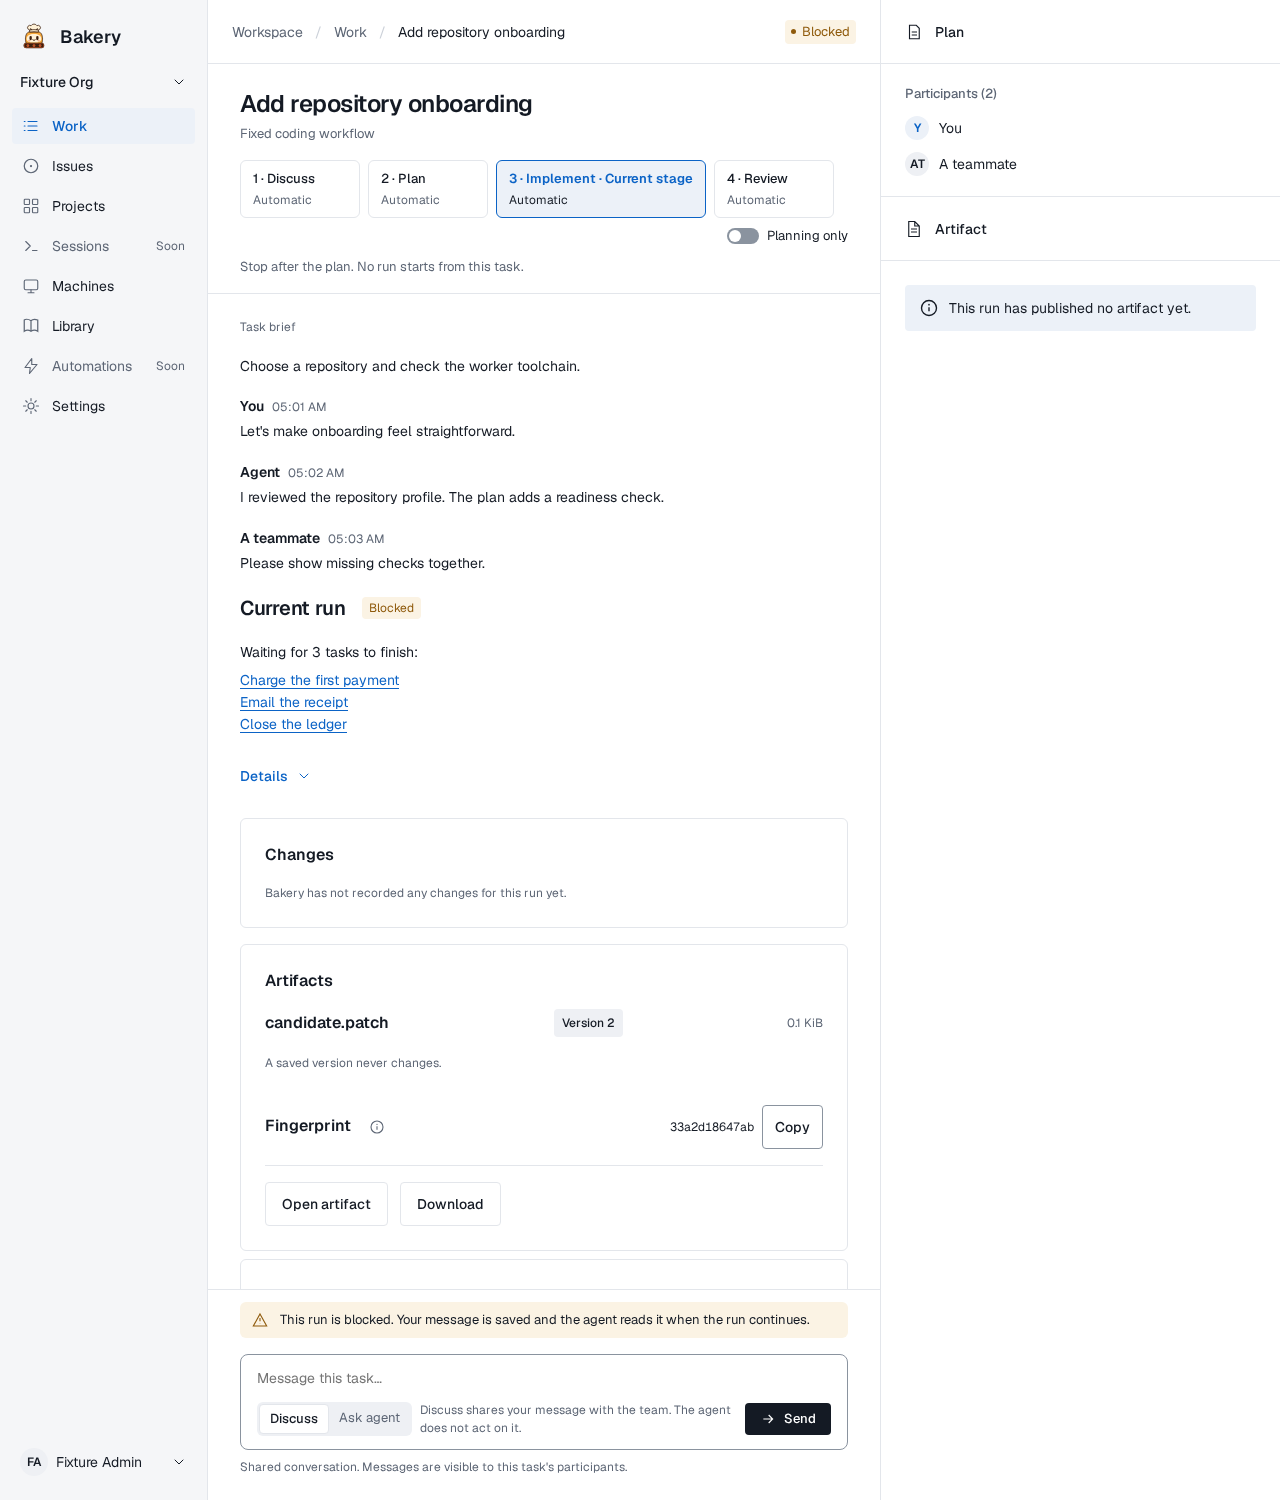 Bakery
Fixture Org
Work
Issues
Projects
Sessions Soon
Machines
Library
Automations Soon
Settings
FA Fixture Admin
Workspace / Work / Add repository onboarding
Blocked
Add repository onboarding
Fixed coding workflow
1 · Discuss
Automatic
2 · Plan
Automatic
3 · Implement · Current stage
Automatic
4 · Review
Automatic
Planning only
Stop after the plan. No run starts from this task.
Task brief
Choose a repository and check the worker toolchain.
You 05:01 AM
Let's make onboarding feel straightforward.
Agent 05:02 AM
I reviewed the repository profile. The plan adds a readiness check.
A teammate 05:03 AM
Please show missing checks together.
Current run Blocked
Waiting for 3 tasks to finish:
Charge the first payment
Email the receipt
Close the ledger
Details
Changes
Bakery has not recorded any changes for this run yet.
Artifacts
candidate.patch Version 2 0.1 KiB
A saved version never changes.
Fingerprint 33a2d18647ab Copy
Open artifact Download
This run is blocked. Your message is saved and the agent reads it when the run continues.
Message this task...
Discuss Ask agent
Discuss shares your message with the team. The agent
does not act on it.
Send
Shared conversation. Messages are visible to this task's participants.
Plan
Participants (2)
Y You
AT A teammate
Artifact
This run has published no artifact yet.